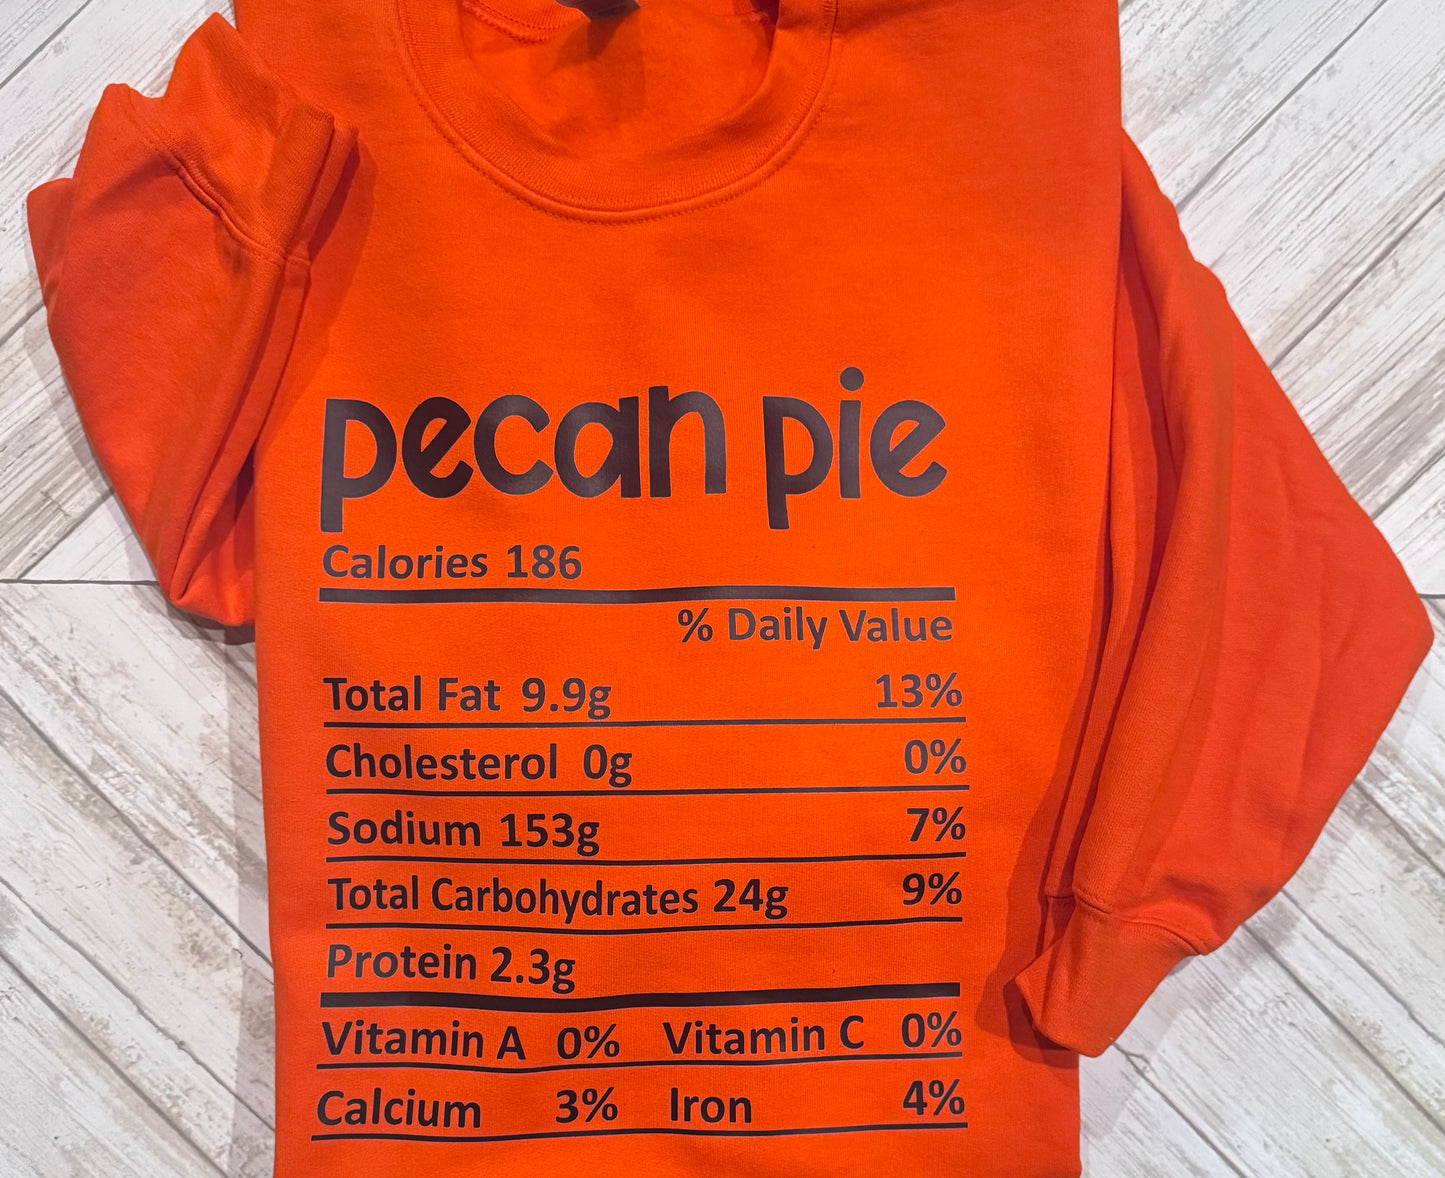 pecan pie
Calories 186
% Daily Value
Total Fat 9.9g 13%
Cholesterol 0g 0%
Sodium 153g 7%
Total Carbohydrates 24g 9%
Protein 2.3g
Vitamin A 0% Vitamin C 0%
Calcium 3% Iron 4%